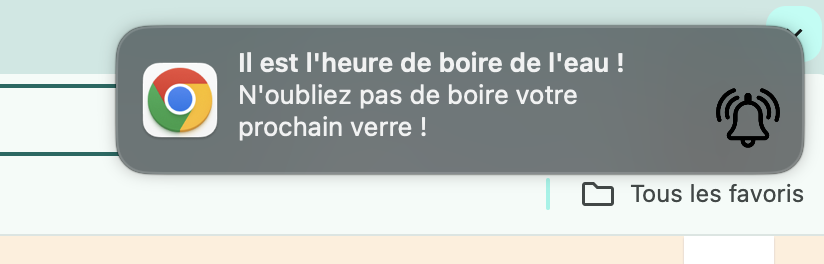 Il est l'heure de boire de l'eau !
N'oubliez pas de boire votre
prochain verre !
Tous les favoris